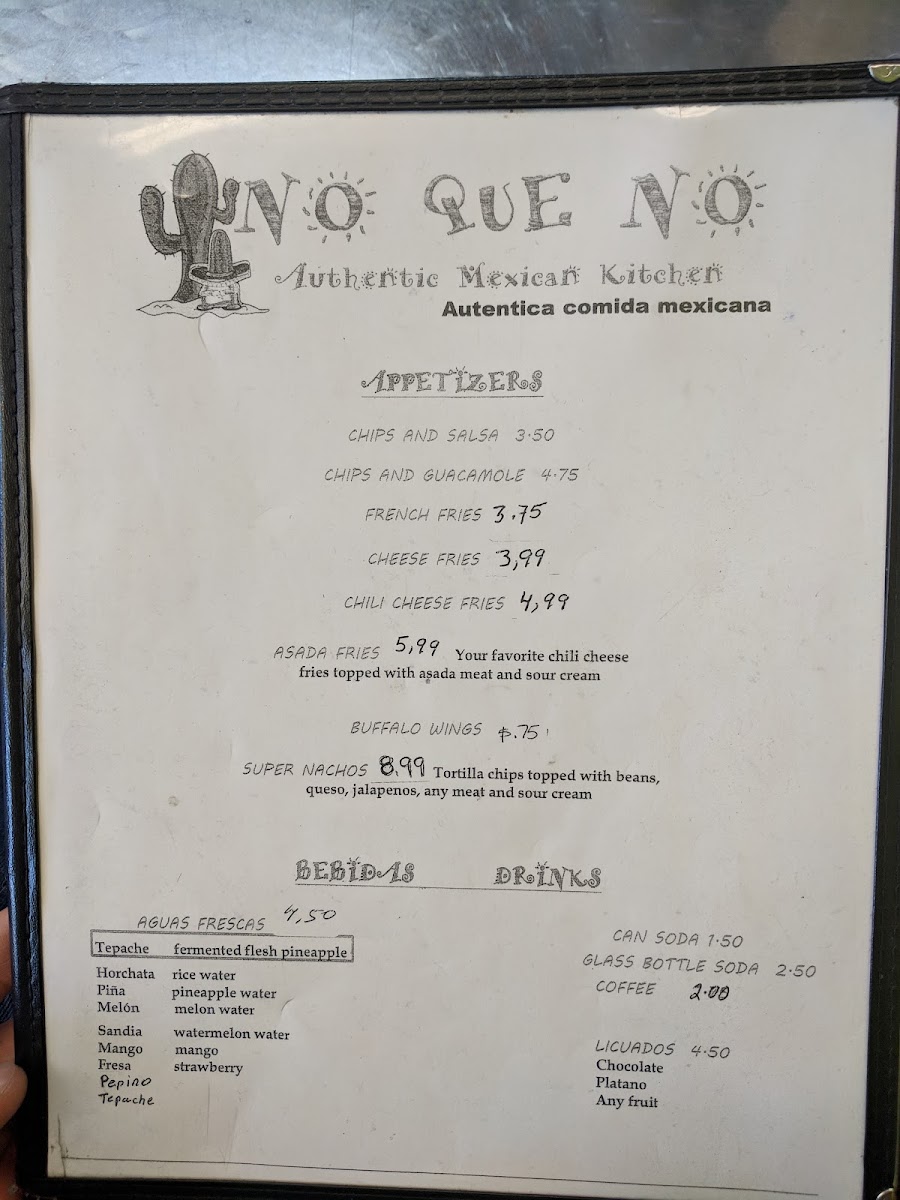 NO QUE NO
Authentic Mexican Kitchen
Autentica comida mexicana
APPETIZERS
CHIPS AND SALSA 3.50
CHIPS AND GUACAMOLE 4.75
FRENCH FRIES 3.75
CHEESE FRIES 3,99
CHILI CHEESE FRIES 4,99
ASADA FRIES 5,99 Your favorite chili cheese
fries topped with asada meat and sour cream
BUFFALO WINGS $.75
SUPER NACHOS 8.99 Tortilla chips topped with beans,
queso, jalapenos, any meat and sour cream
BEBIDAS DRINKS
AGUAS FRESCAS 4,50
Tepache fermented flesh pineapple
Horchata rice water
Piña pineapple water
Melón melon water
Sandia watermelon water
Mango mango
Fresa strawberry
Pepino
Tepache
CAN SODA 1.50
GLASS BOTTLE SODA 2.50
COFFEE 2.00
LICUADOS 4.50
Chocolate
Platano
Any fruit